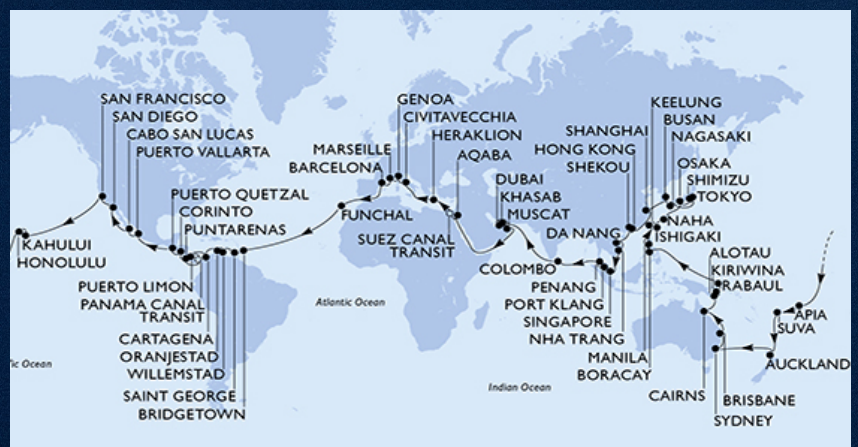 SAN FRANCISCO
SAN DIEGO
CABO SAN LUCAS
PUERTO VALLARTA
PUERTO QUETZAL
CORINTO
PUNTARENAS
KAHULUI
HONOLULU
PUERTO LIMON
PANAMA CANAL
TRANSIT
CARTAGENA
ORANJESTAD
WILLEMSTAD
SAINT GEORGE
BRIDGETOWN
tic Ocean
Atlantic Ocean
GENOA
CIVITAVECCHIA
HERAKLION
MARSEILLE
BARCELONA
AQABA
FUNCHAL
SUEZ CANAL
TRANSIT
DUBAI
KHASAB
MUSCAT
COLOMBO
PENANG
PORT KLANG
SINGAPORE
NHA TRANG
DA NANG
Indian Ocean
KEELUNG
BUSAN
SHANGHAI
NAGASAKI
HONG KONG
SHEKOU
OSAKA
SHIMIZU
TOKYO
NAHA
ISHIGAKI
MANILA
BORACAY
ALOTAU
KIRIWINA
RABAUL
APIA
SUVA
AUCKLAND
CAIRNS
BRISBANE
SYDNEY